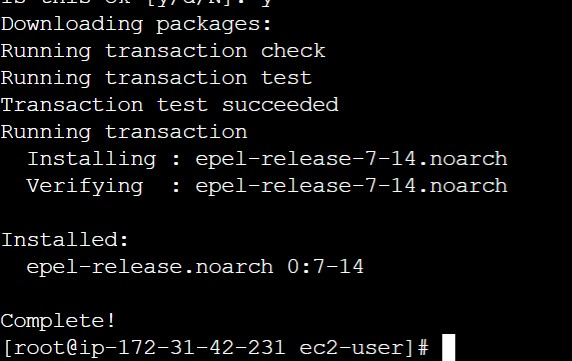 is this ok [y/d/N]: y
Downloading packages:
Running transaction check
Running transaction test
Transaction test succeeded
Running transaction
  Installing : epel-release-7-14.noarch
  Verifying  : epel-release-7-14.noarch

Installed:
  epel-release.noarch 0:7-14

Complete!
[root@ip-172-31-42-231 ec2-user]#